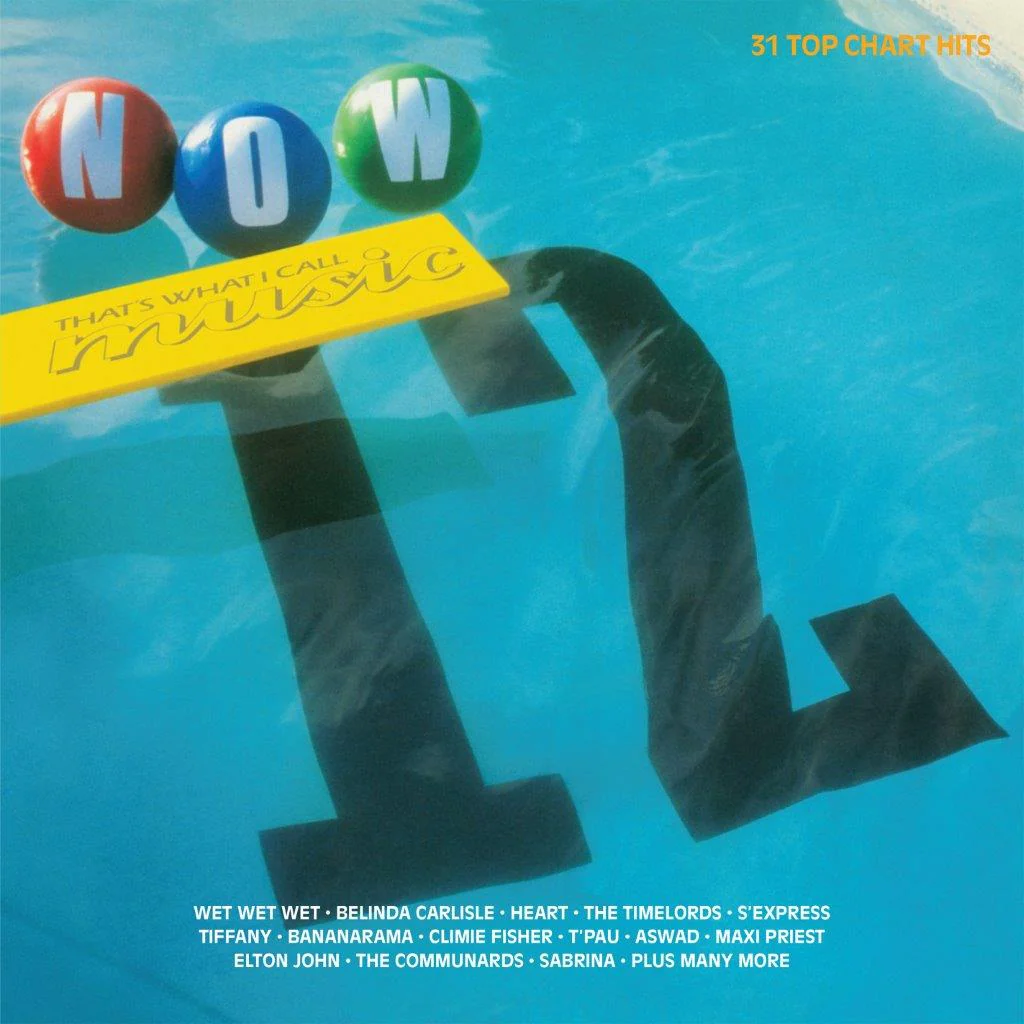 31 TOP CHART HITS
NOW
THAT'S WHAT I CALL
music
12
WET WET WET • BELINDA CARLISLE • HEART • THE TIMELORDS • S'EXPRESS
TIFFANY • BANANARAMA • CLIMIE FISHER • T'PAU • ASWAD • MAXI PRIEST
ELTON JOHN • THE COMMUNARDS • SABRINA • PLUS MANY MORE